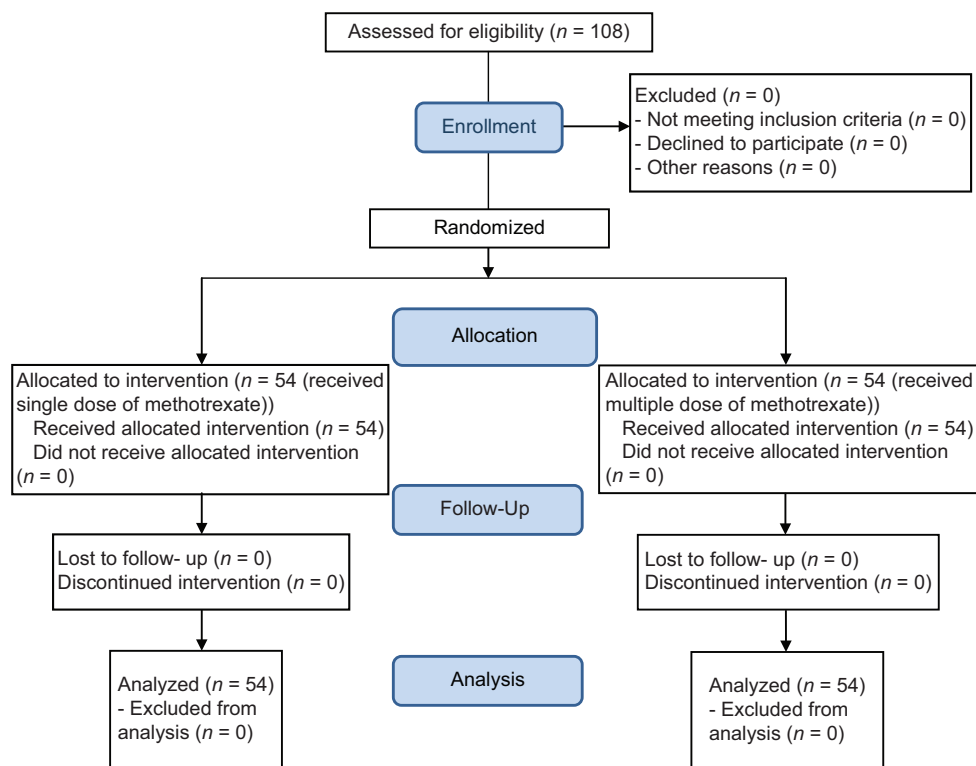 Assessed for eligibility (n = 108)
Enrollment
Excluded (n = 0)
- Not meeting inclusion criteria (n = 0)
- Declined to participate (n = 0)
- Other reasons (n = 0)
Randomized
Allocation
Allocated to intervention (n = 54 (received
single dose of methotrexate))
Received allocated intervention (n = 54)
Did not receive allocated intervention
(n = 0)
Allocated to intervention (n = 54 (received
multiple dose of methotrexate))
Received allocated intervention (n = 54)
Did not receive allocated intervention
(n = 0)
Follow-Up
Lost to follow- up (n = 0)
Discontinued intervention (n = 0)
Lost to follow-up (n = 0)
Discontinued intervention (n = 0)
Analysis
Analyzed (n = 54)
- Excluded from
analysis (n = 0)
Analyzed (n = 54)
- Excluded from
analysis (n = 0)